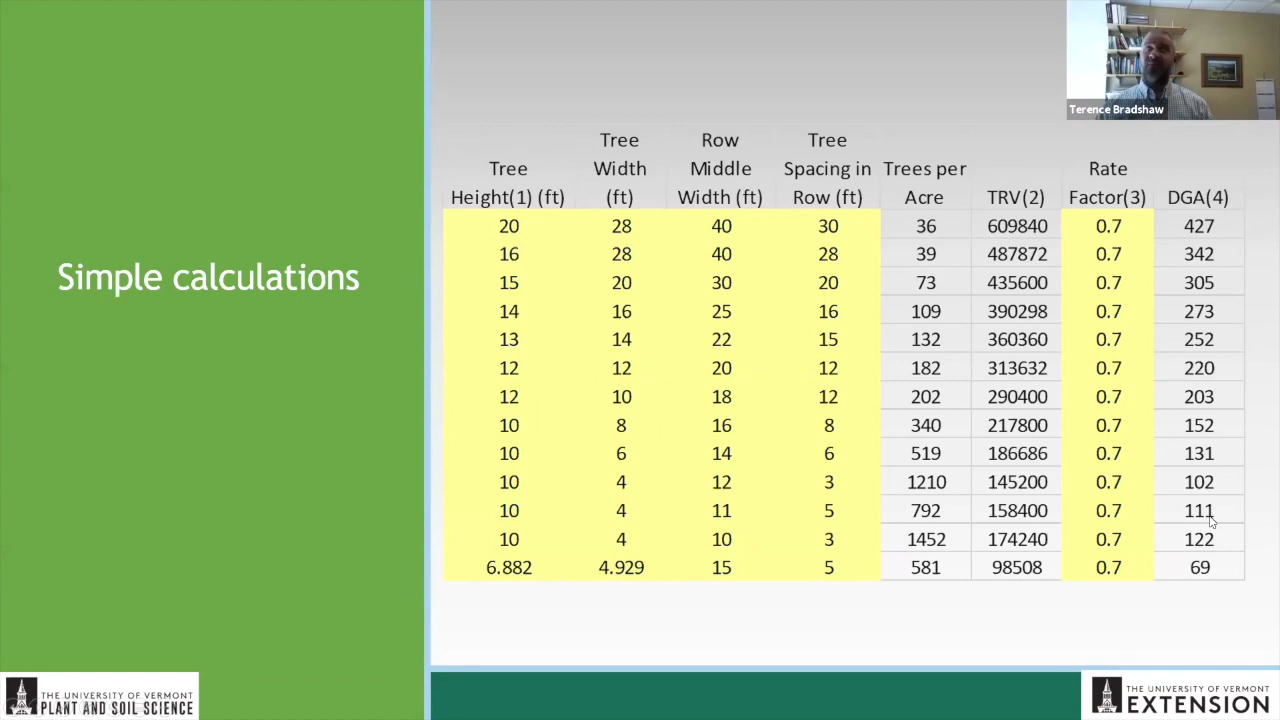 Terence Bradshaw
Simple calculations
Tree Height(1) (ft) Tree Width (ft) Row Middle Width (ft) Tree Spacing in Row (ft) Trees per Acre TRV(2) Rate Factor(3) DGA(4)
20 28 40 30 36 609840 0.7 427
16 28 40 28 39 487872 0.7 342
15 20 30 20 73 435600 0.7 305
14 16 25 16 109 390298 0.7 273
13 14 22 15 132 360360 0.7 252
12 12 20 12 182 313632 0.7 220
12 10 18 12 202 290400 0.7 203
10 8 16 8 340 217800 0.7 152
10 6 14 6 519 186686 0.7 131
10 4 12 3 1210 145200 0.7 102
10 4 11 5 792 158400 0.7 111
10 4 10 3 1452 174240 0.7 122
6.882 4.929 15 5 581 98508 0.7 69
THE UNIVERSITY OF VERMONT
PLANT AND SOIL SCIENCE
THE UNIVERSITY OF VERMONT
EXTENSION